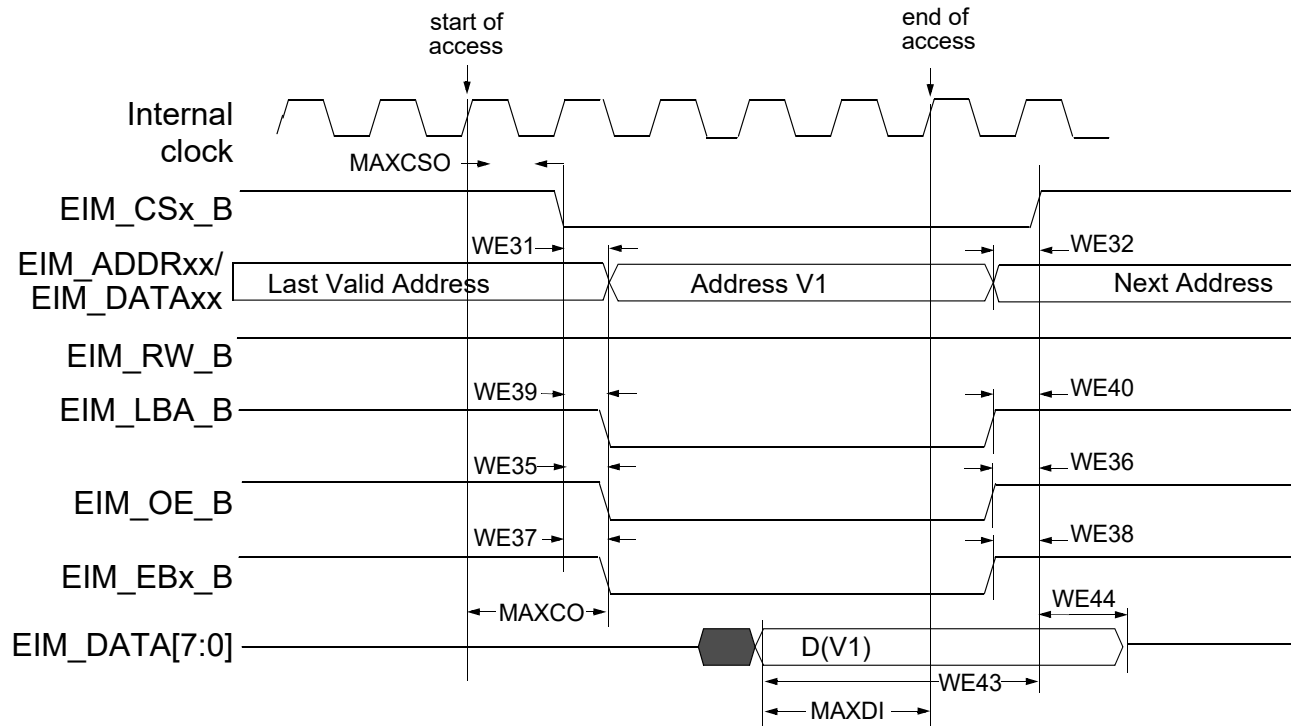 start of
access
end of
access
Internal
clock
MAXCSO
EIM_CSx_B
WE31
WE32
EIM_ADDRxx/
EIM_DATAxx
Last Valid Address
Address V1
Next Address
EIM_RW_B
WE39
WE40
EIM_LBA_B
WE35
WE36
EIM_OE_B
WE37
WE38
EIM_EBx_B
WE44
MAXCO
EIM_DATA[7:0]
D(V1)
WE43
MAXDI